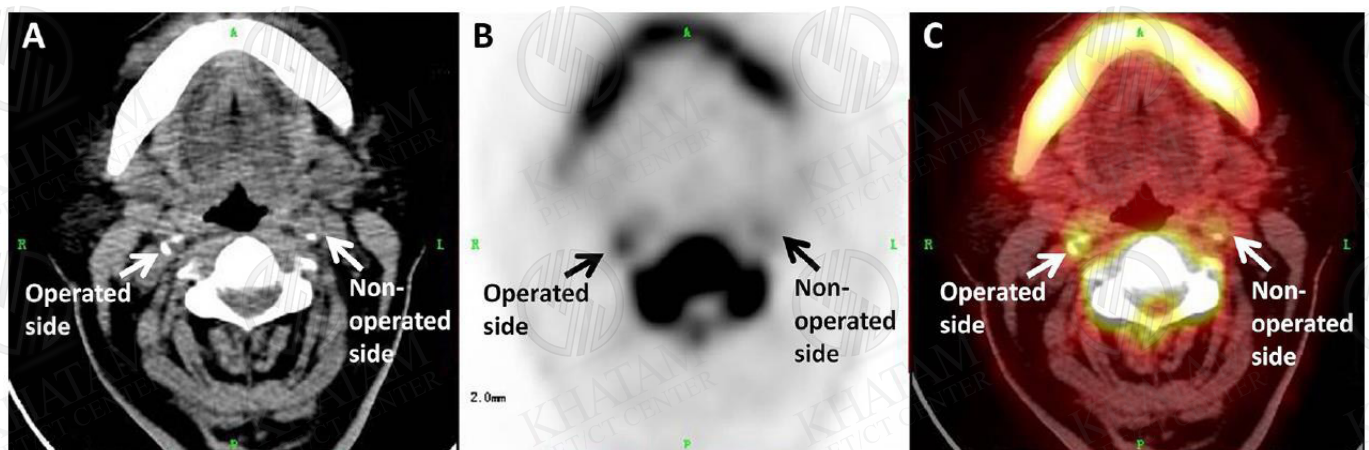 A
A
R
L
Operated
side
Non-
operated
side
B
A
R
L
Operated
side
Non-
operated
side
2.0mm
P
C
A
R
L
Operated
side
Non-
operated
side
P
KHATAM
PET/CT CENTER